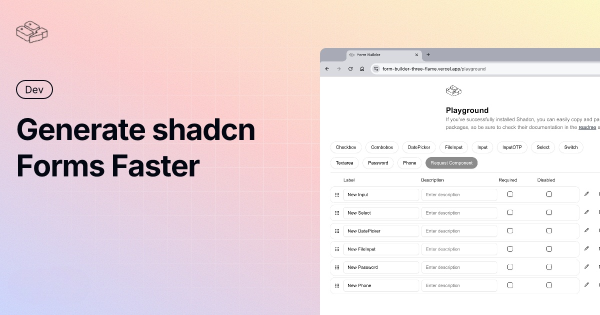 Dev
Generate shadcn
Forms Faster
Form Builder
form-builder-three-flame.vercel.app/playground
Playground
If you've successfully installed Shadcn, you can easily copy and pa
packages, so be sure to check their documentation in the readme
Checkbox Combobox DatePicker FileInput Input InputOTP Select Switch
Textarea Password Phone Request Component
Label Description Required Disabled
New Input Enter description
New Select Enter description
New DatePicker Enter description
New FileInput Enter description
New Password Enter description
New Phone Enter description